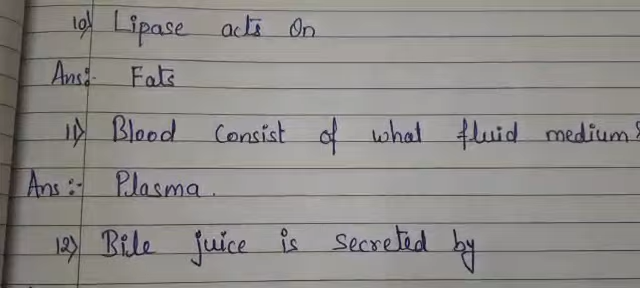 10) Lipase acts On
Ans:- Fats
11) Blood Consist of what fluid medium?
Ans :- Plasma.
12) Bile juice is secreted by